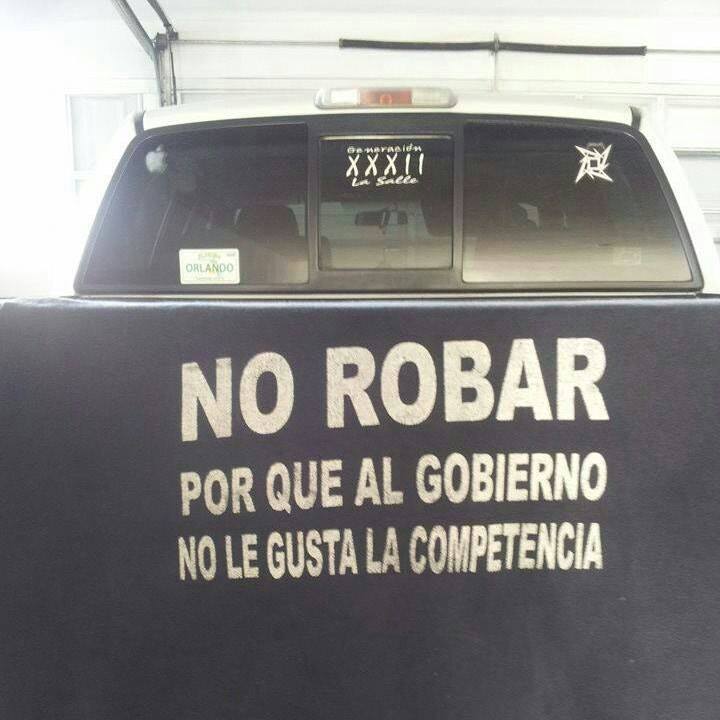 Generación
XXXII
La Salle
ORLANDO
NO ROBAR
POR QUE AL GOBIERNO
NO LE GUSTA LA COMPETENCIA